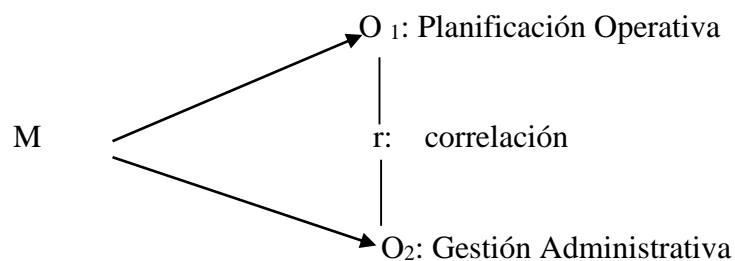 O 1: Planificación Operativa
M r: correlación
O2: Gestión Administrativa